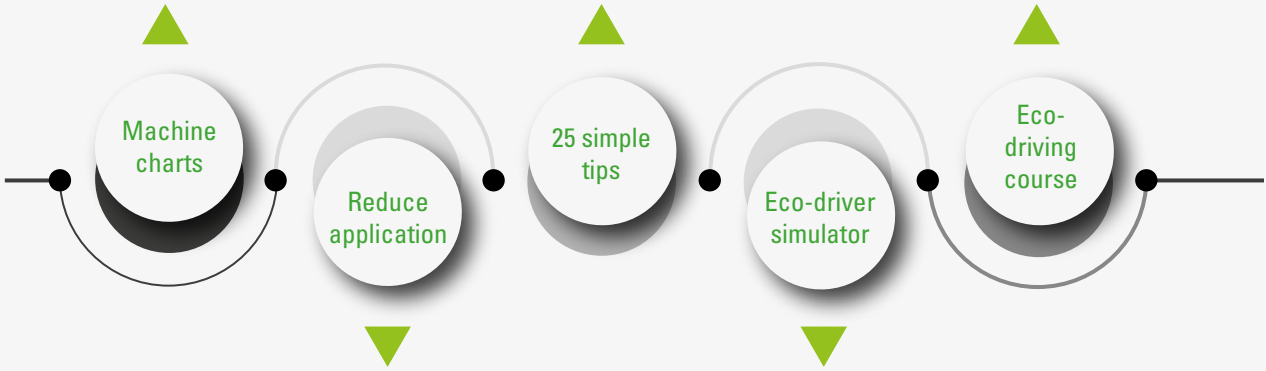 Machine
charts
Reduce
application
25 simple
tips
Eco-driver
simulator
Eco-
driving
course